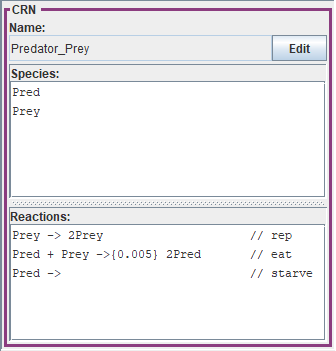 CRN
Name:
Predator_Prey Edit
Species:
Pred
Prey
Reactions:
Prey -> 2Prey // rep
Pred + Prey ->{0.005} 2Pred // eat
Pred -> // starve